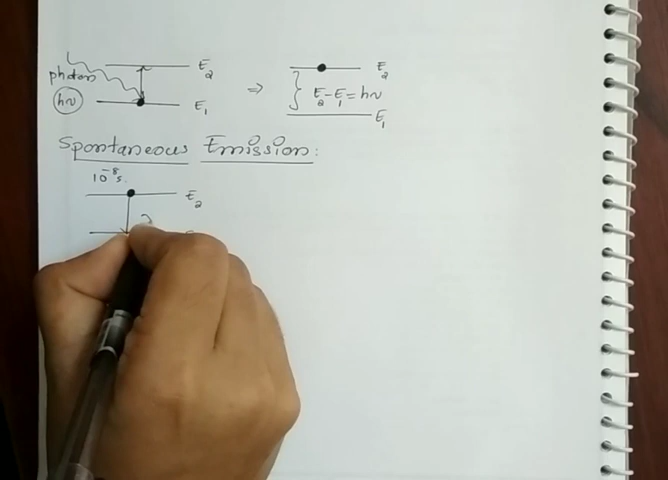 E₂ E₂
photon
hν E₁ ⇒ E₂-E₁=hν
E₁
Spontaneous Emission:
10⁻⁸s.
E₂